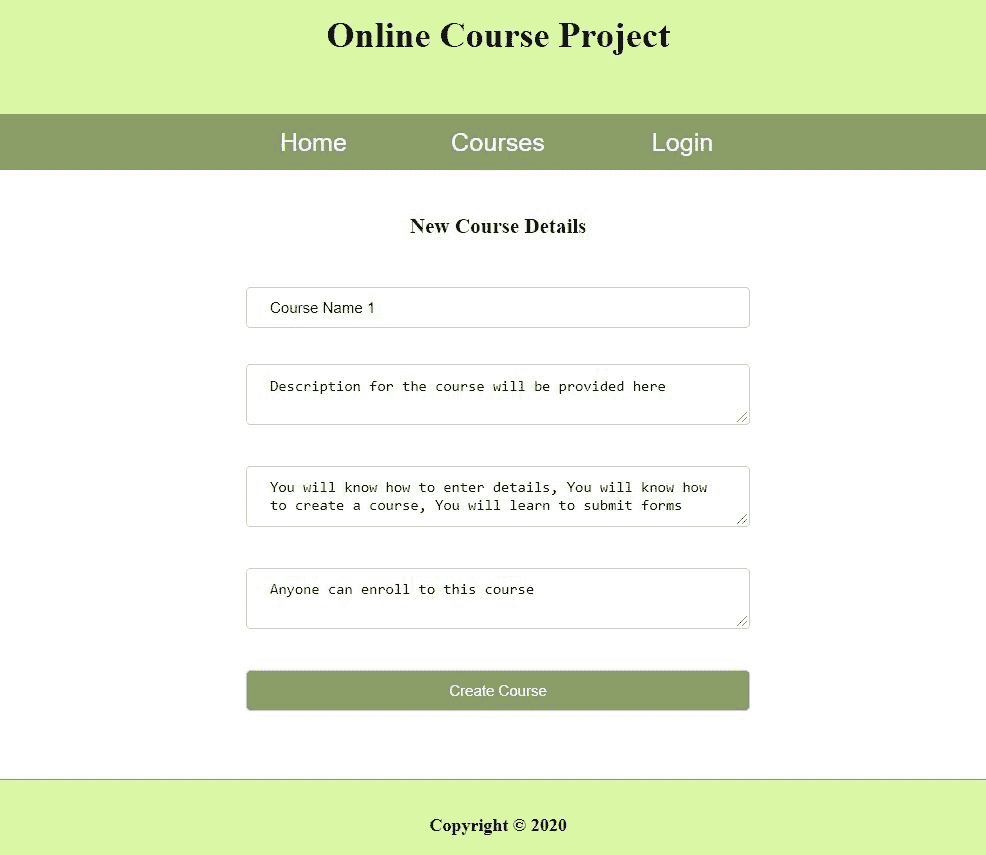 Online Course Project
Home Courses Login
New Course Details
Course Name 1
Description for the course will be provided here
You will know how to enter details, You will know how
to create a course, You will learn to submit forms
Anyone can enroll to this course
Create Course
Copyright © 2020